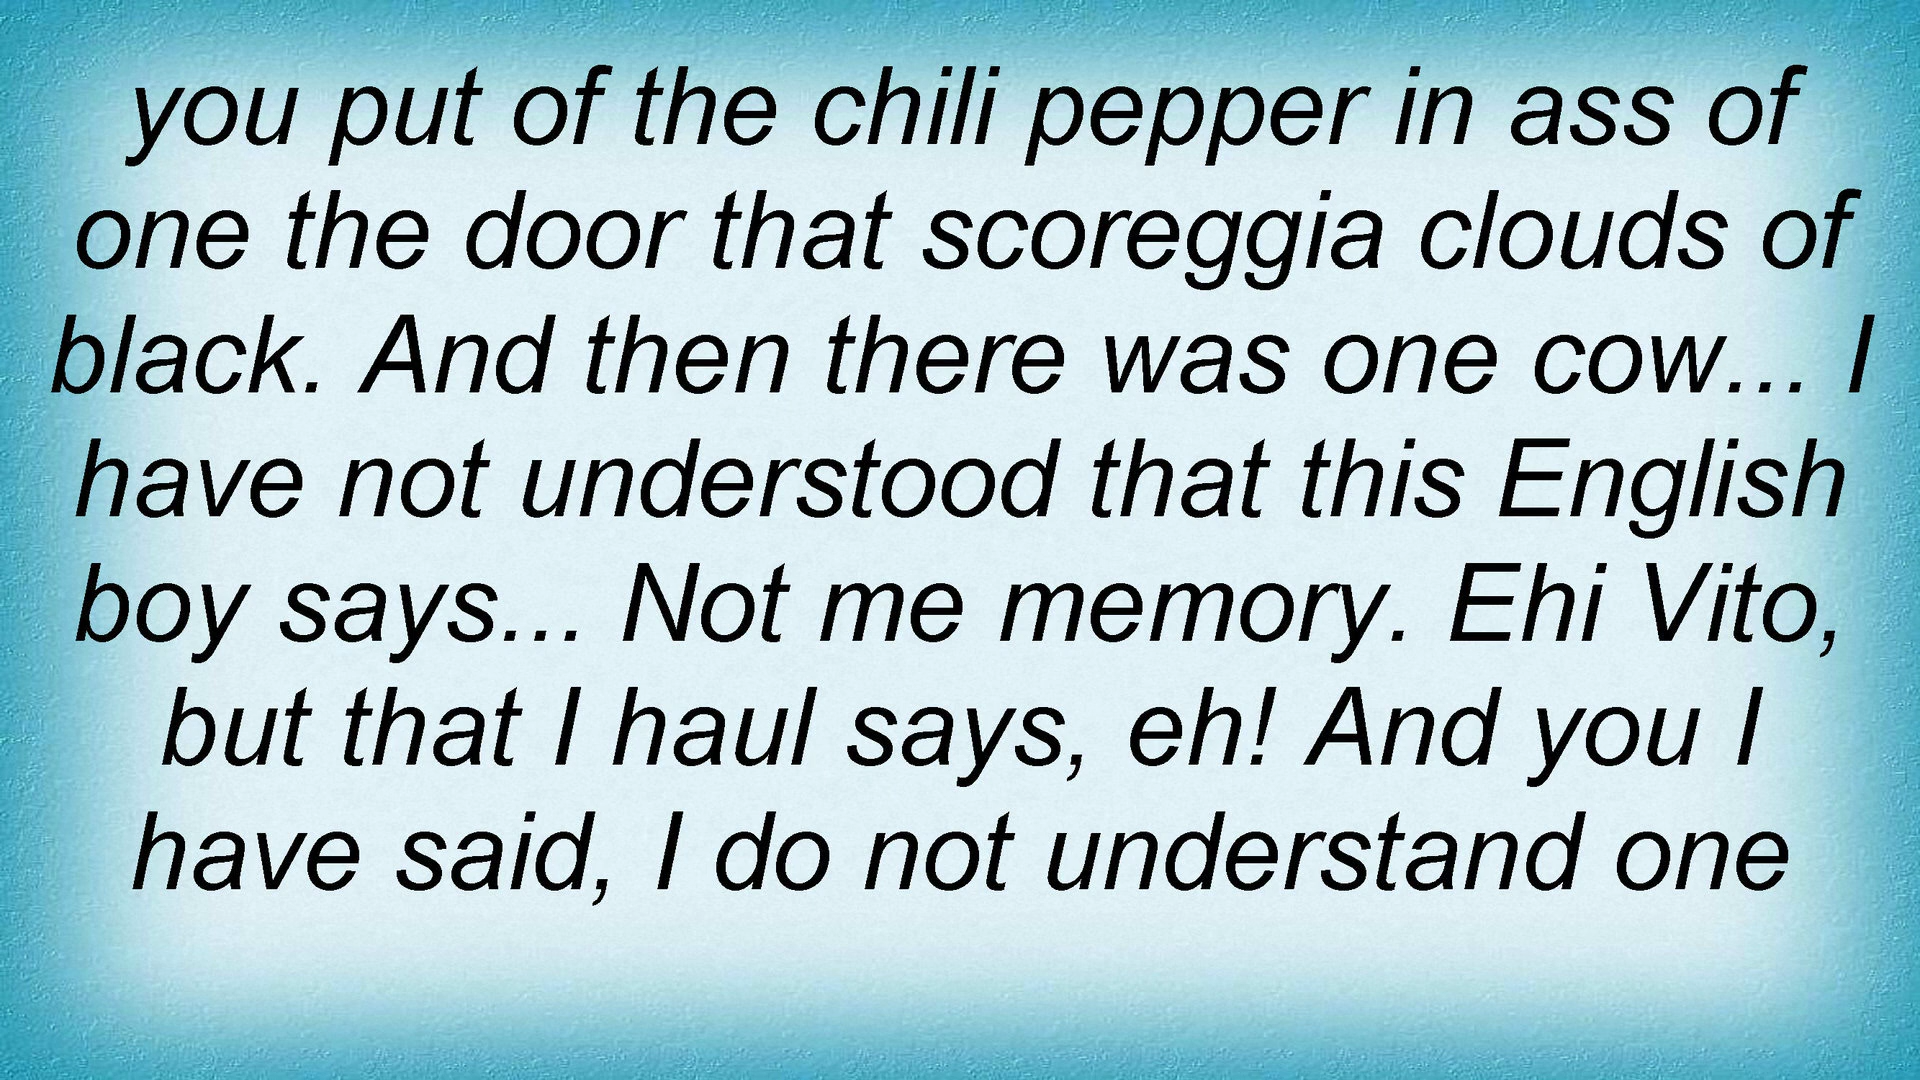 you put of the chili pepper in ass of
one the door that scoreggia clouds of
black. And then there was one cow... I
have not understood that this English
boy says... Not me memory. Ehi Vito,
but that I haul says, eh! And you I
have said, I do not understand one